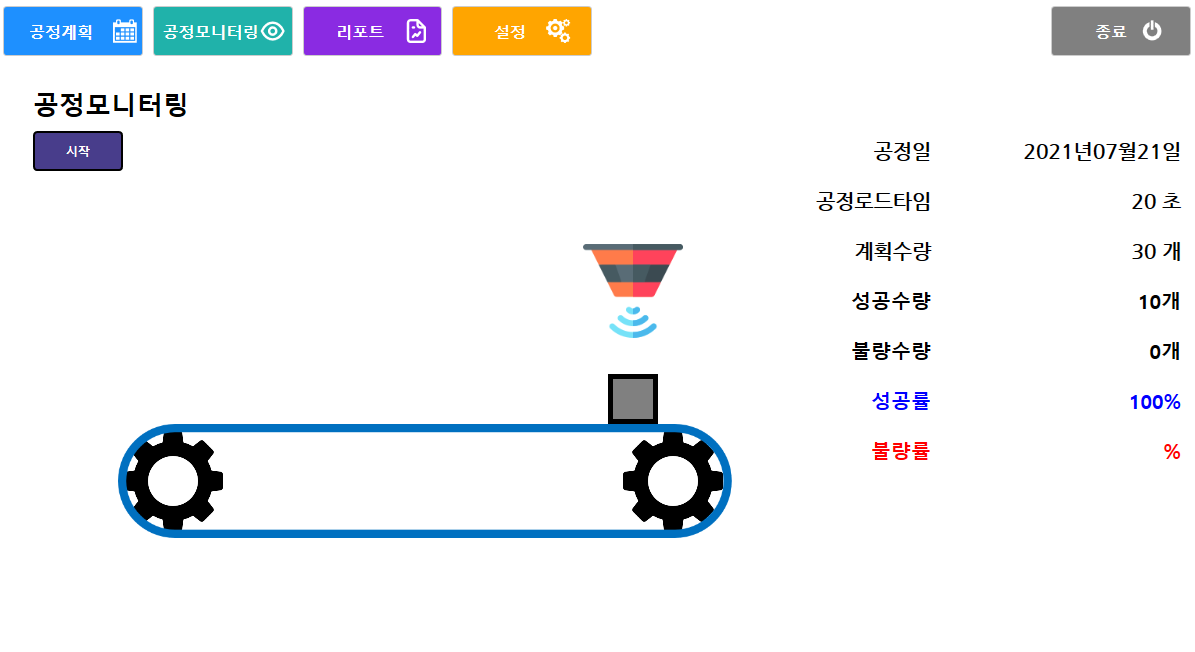 공정계획 공정모니터링 리포트 설정 종료
공정모니터링
시작
공정일 2021년07월21일
공정로드타임 20 초
계획수량 30 개
성공수량 10개
불량수량 0개
성공률 100%
불량률 %